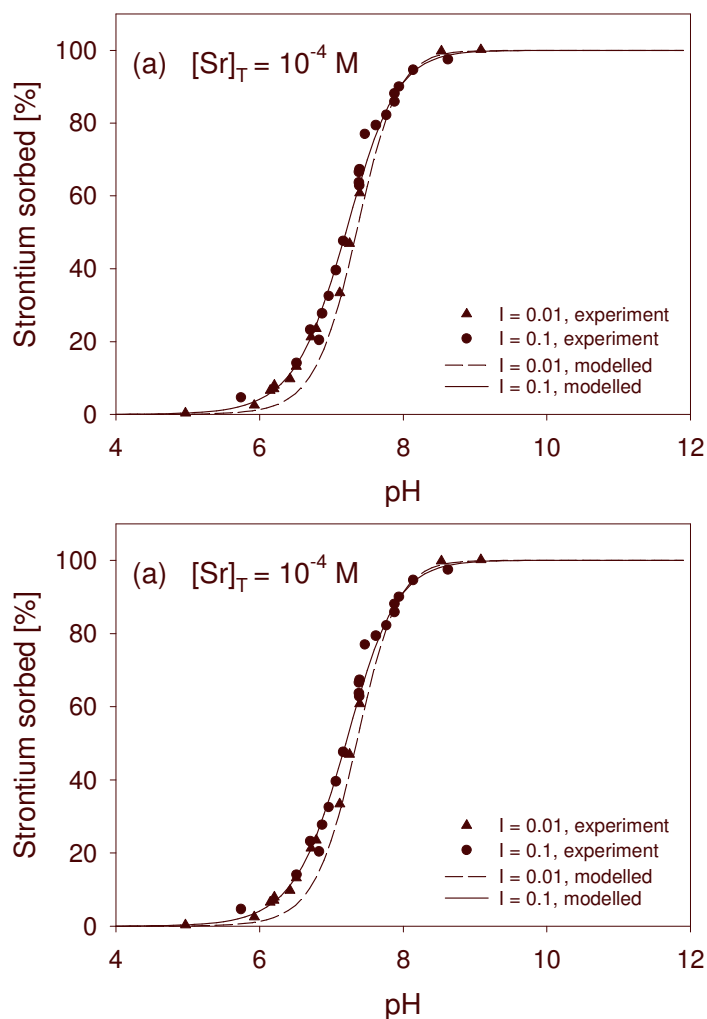 (a) [Sr]T = 10-4 M
100
80
60
40
20
0
Strontium sorbed [%]
I = 0.01, experiment
I = 0.1, experiment
I = 0.01, modelled
I = 0.1, modelled
4 6 8 10 12
pH
(a) [Sr]T = 10-4 M
100
80
60
40
20
0
Strontium sorbed [%]
I = 0.01, experiment
I = 0.1, experiment
I = 0.01, modelled
I = 0.1, modelled
4 6 8 10 12
pH